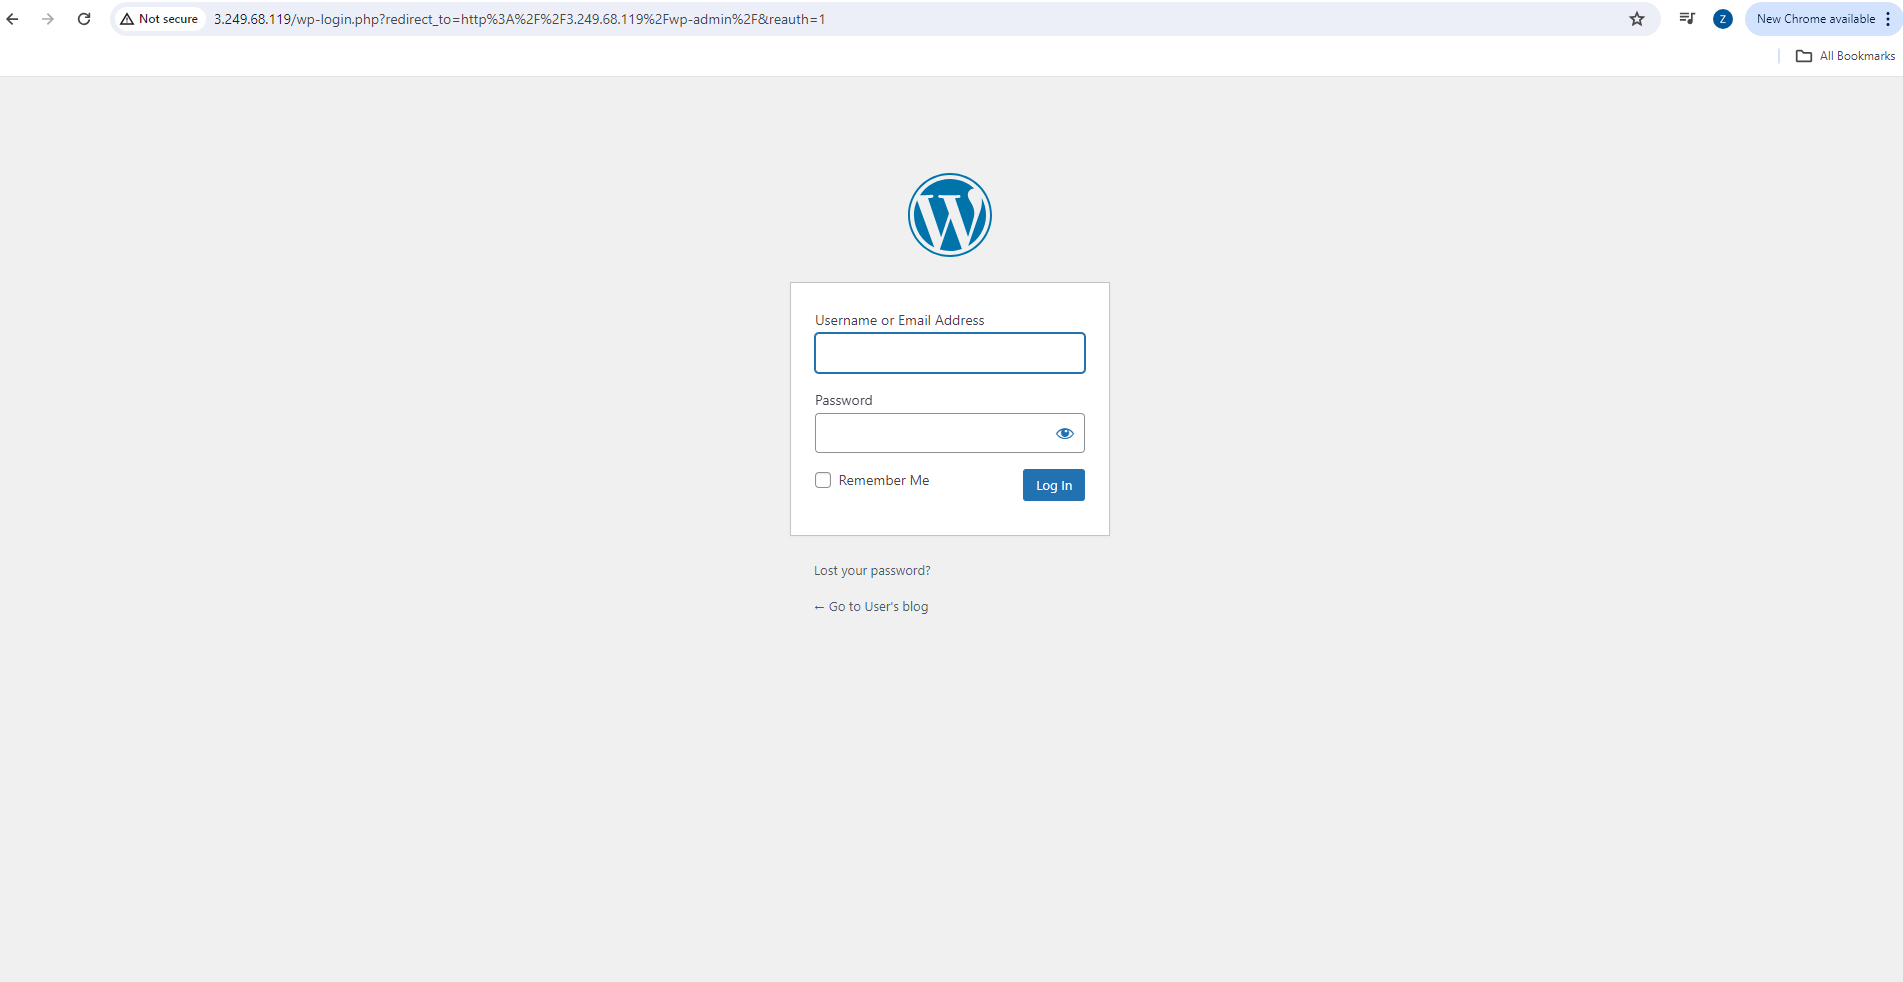 Not secure
3.249.68.119/wp-login.php?redirect_to=http%3A%2F%2F3.249.68.119%2Fwp-admin%2F&reauth=1
Z
New Chrome available
All Bookmarks
W
Username or Email Address
Password
Remember Me
Log In
Lost your password?
← Go to User's blog